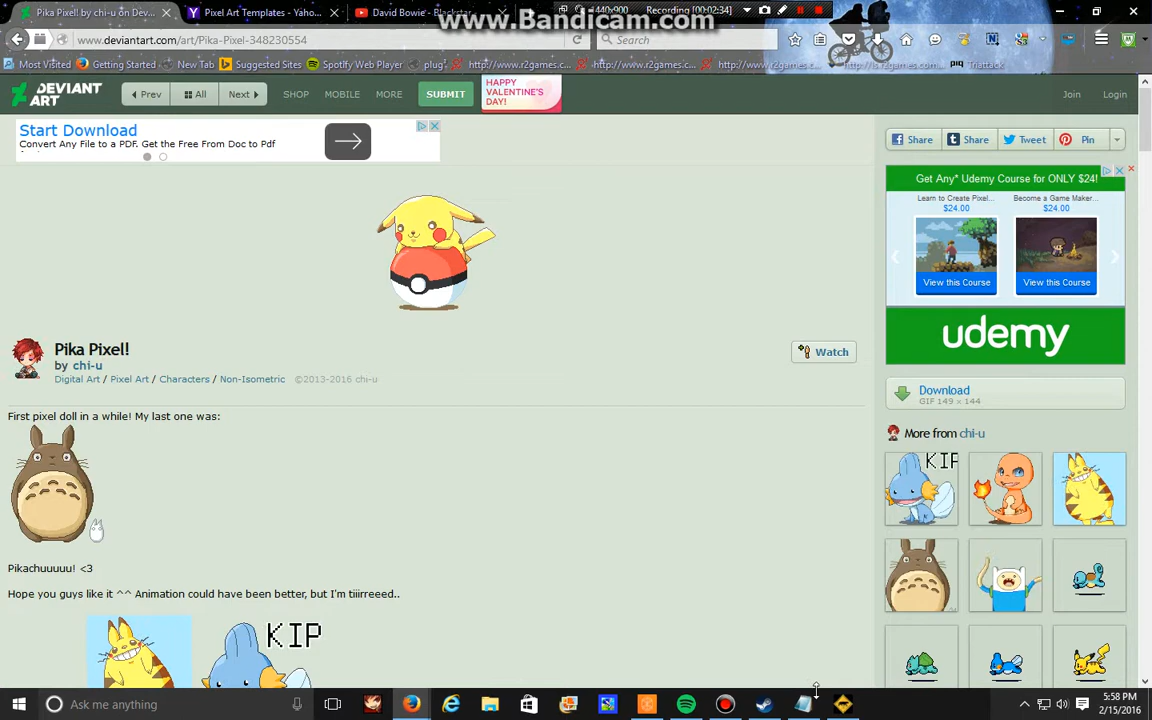 Pika Pixel! by chi-u on Dev...
Pixel Art Templates - Yahoo...
David Bowie - Blackstar
www.Bandicam.com
1440x900
Recording [00:02:34]
www.deviantart.com/art/Pika-Pixel-348230554
Search
Most Visited
Getting Started
New Tab
Suggested Sites
Spotify Web Player
plug
http://www.r2games.c...
http://www.r2games.c...
http://www.r2games.com...
http://s.r2games.com/...
Triattack
DEVIANT
ART
Prev
All
Next
SHOP
MOBILE
MORE
SUBMIT
HAPPY
VALENTINE'S
DAY!
Join
Login
Start Download
Convert Any File to a PDF. Get the Free From Doc to Pdf
Share
Share
Tweet
Pin
Get Any* Udemy Course for ONLY $24!
Learn to Create Pixel...
$24.00
Become a Game Maker...
$24.00
View this Course
View this Course
udemy
Pika Pixel!
by chi-u
Digital Art / Pixel Art / Characters / Non-Isometric
©2013-2016 chi-u
Watch
Download
GIF 149 × 144
More from chi-u
KIP
First pixel doll in a while! My last one was:
Pikachuuuuu! <3
Hope you guys like it ^^ Animation could have been better, but I'm tiiirreeed..
KIP
Ask me anything
5:58 PM
2/15/2016